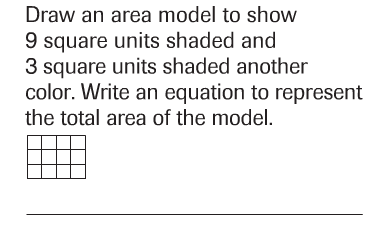 Draw an area model to show
9 square units shaded and
3 square units shaded another
color. Write an equation to represent
the total area of the model.